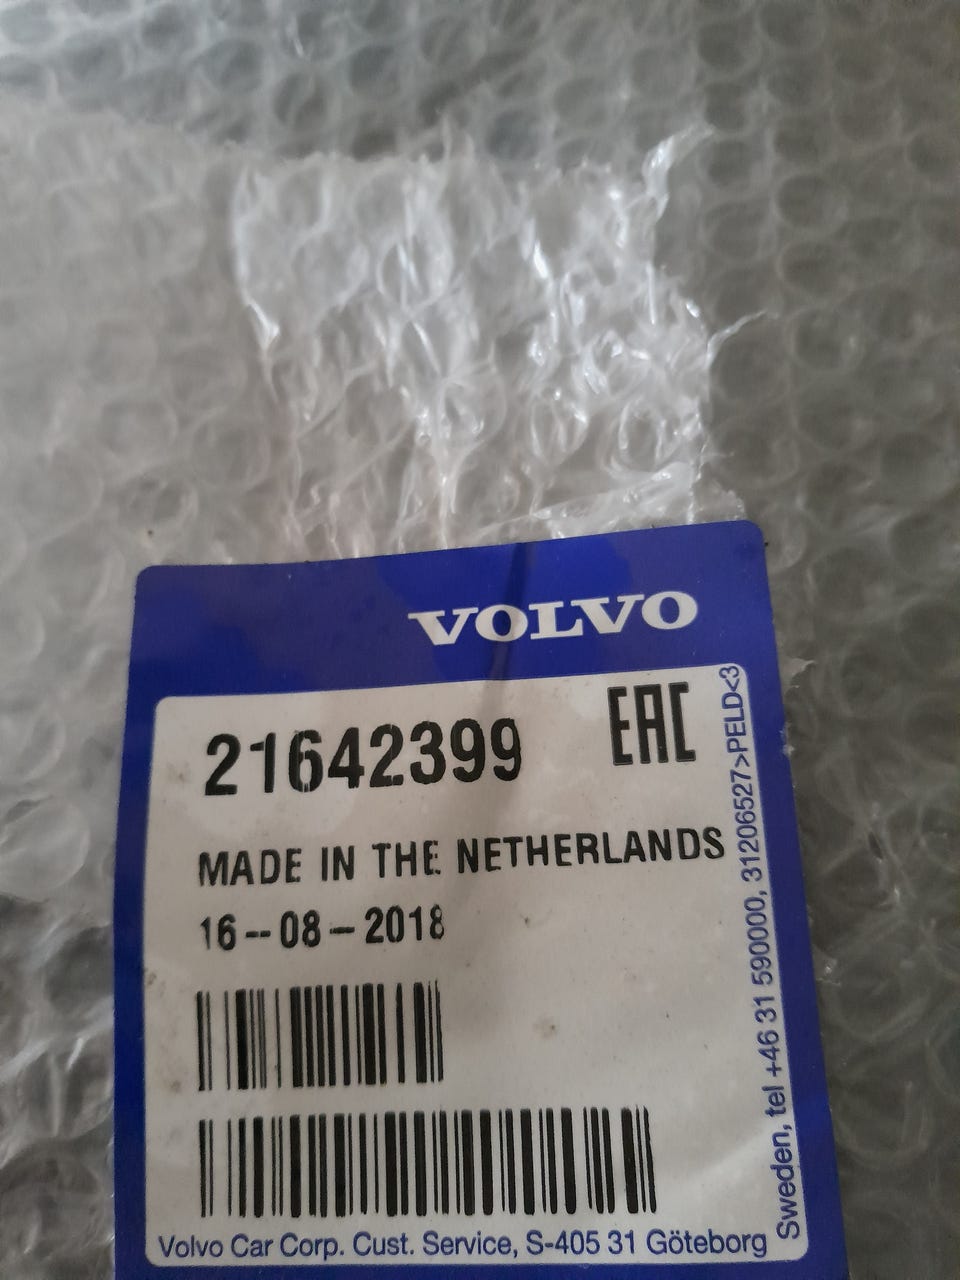 VOLVO
21642399
EAC
MADE IN THE NETHERLANDS
16-08-2018
Volvo Car Corp. Cust. Service, S-405 31 Göteborg
Sweden, tel +46 31 590000, 31206527>PELD<3